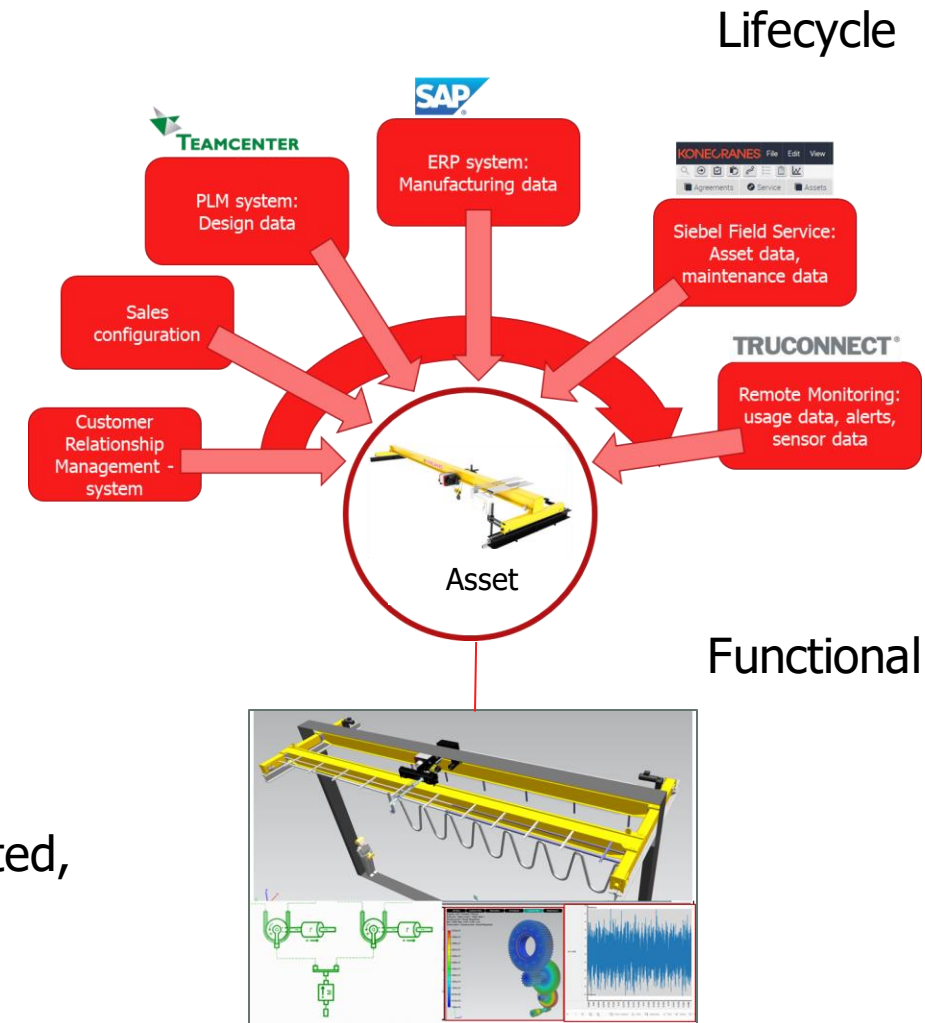 Lifecycle
SAP
®
TEAMCENTER
KONECRANES File Edit View
Agreements Service Assets
ERP system:
Manufacturing data
PLM system:
Design data
Siebel Field Service:
Asset data,
maintenance data
Sales
configuration
TRUCONNECT®
Remote Monitoring:
usage data, alerts,
sensor data
Customer
Relationship
Management -
system
Asset
Functional
ted,